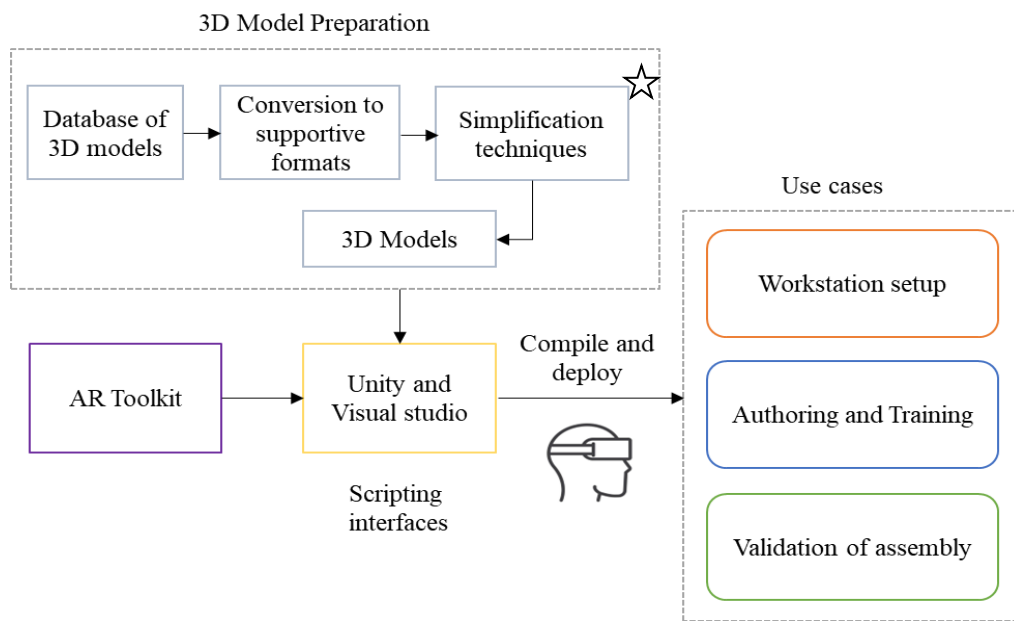 3D Model Preparation
Database of
3D models
Conversion to
supportive
formats
Simplification
techniques
3D Models
Use cases
Workstation setup
AR Toolkit
Unity and
Visual studio
Compile and
deploy
Authoring and Training
Scripting
interfaces
Validation of assembly